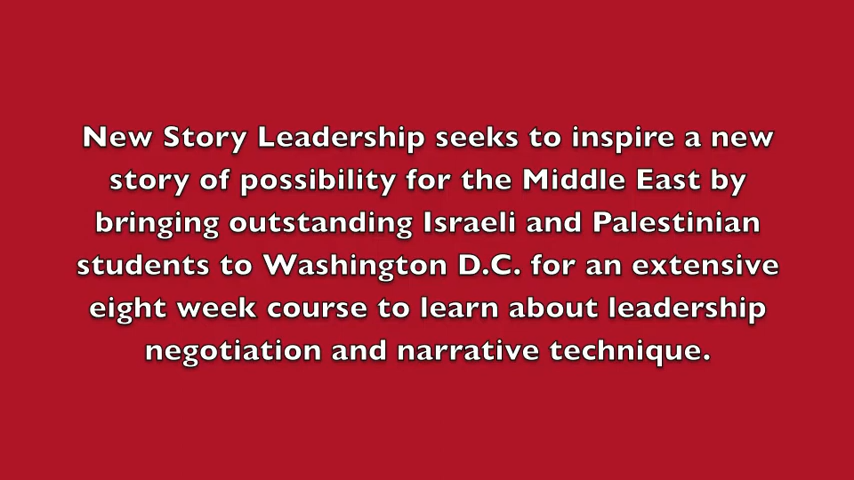 New Story Leadership seeks to inspire a new
story of possibility for the Middle East by
bringing outstanding Israeli and Palestinian
students to Washington D.C. for an extensive
eight week course to learn about leadership
negotiation and narrative technique.